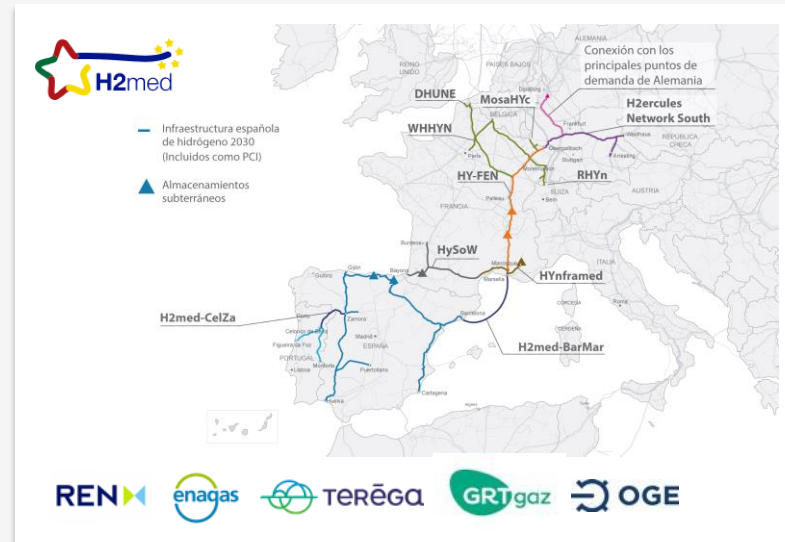 H2med
Infraestructura española
de hidrógeno 2030
(Incluidos como PCI)
Almacenamientos
subterráneos
Conexión con los
principales puntos de
demanda de Alemania
ALEMANIA
REINO
UNIDO
PAÍSES BAJOS
DHUNE
MosaHYc
BÉLGICA
Frankfurt
H2ercules
Network South
WHHYN
Waidhaus
REPÚBLICA
CHECA
París
Stuttgart
HY-FEN
RHYn
SUIZA
Bern
AUSTRIA
FRANCIA
HySoW
Bayona
Marsella
HYnframed
ITALIA
Gijón
Roma
H2med-CelZa
Zamora
Barcelona
Madrid
ESPAÑA
H2med-BarMar
Figueira da Foz
PORTUGAL
Lisboa
Puertollano
Cartagena
Huelva
CÓRCEGA
CERDEÑA
REN
enagas
TERĒGA
GRTgaz
OGE